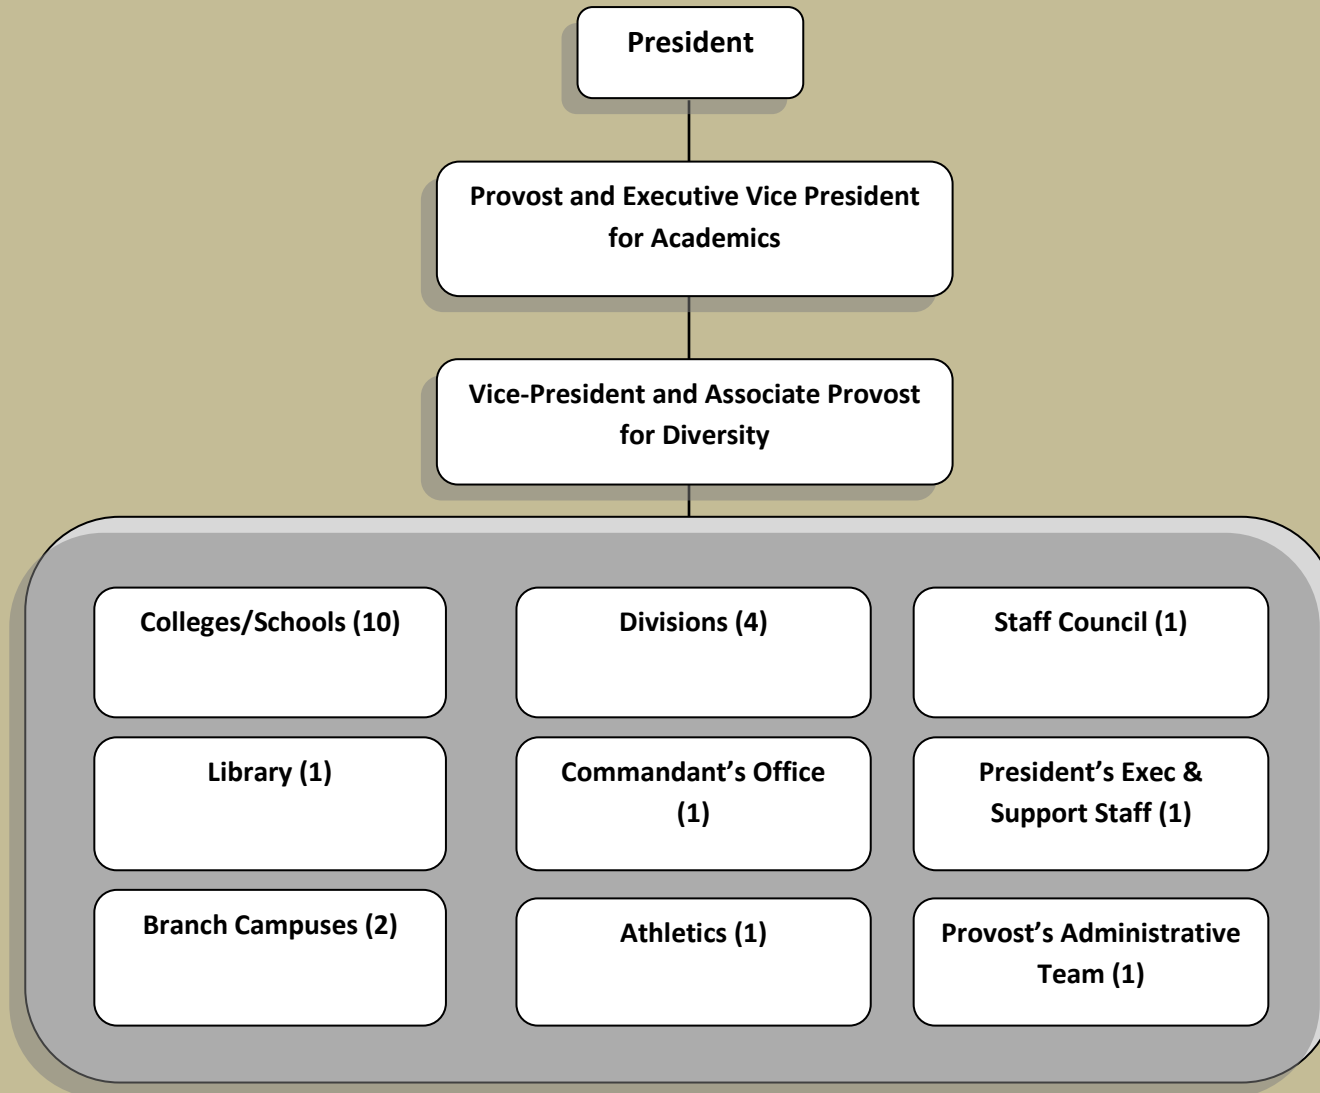 President
Provost and Executive Vice President
for Academics
Vice-President and Associate Provost
for Diversity
Colleges/Schools (10)
Divisions (4)
Staff Council (1)
Library (1)
Commandant’s Office
(1)
President’s Exec &
Support Staff (1)
Branch Campuses (2)
Athletics (1)
Provost’s Administrative
Team (1)